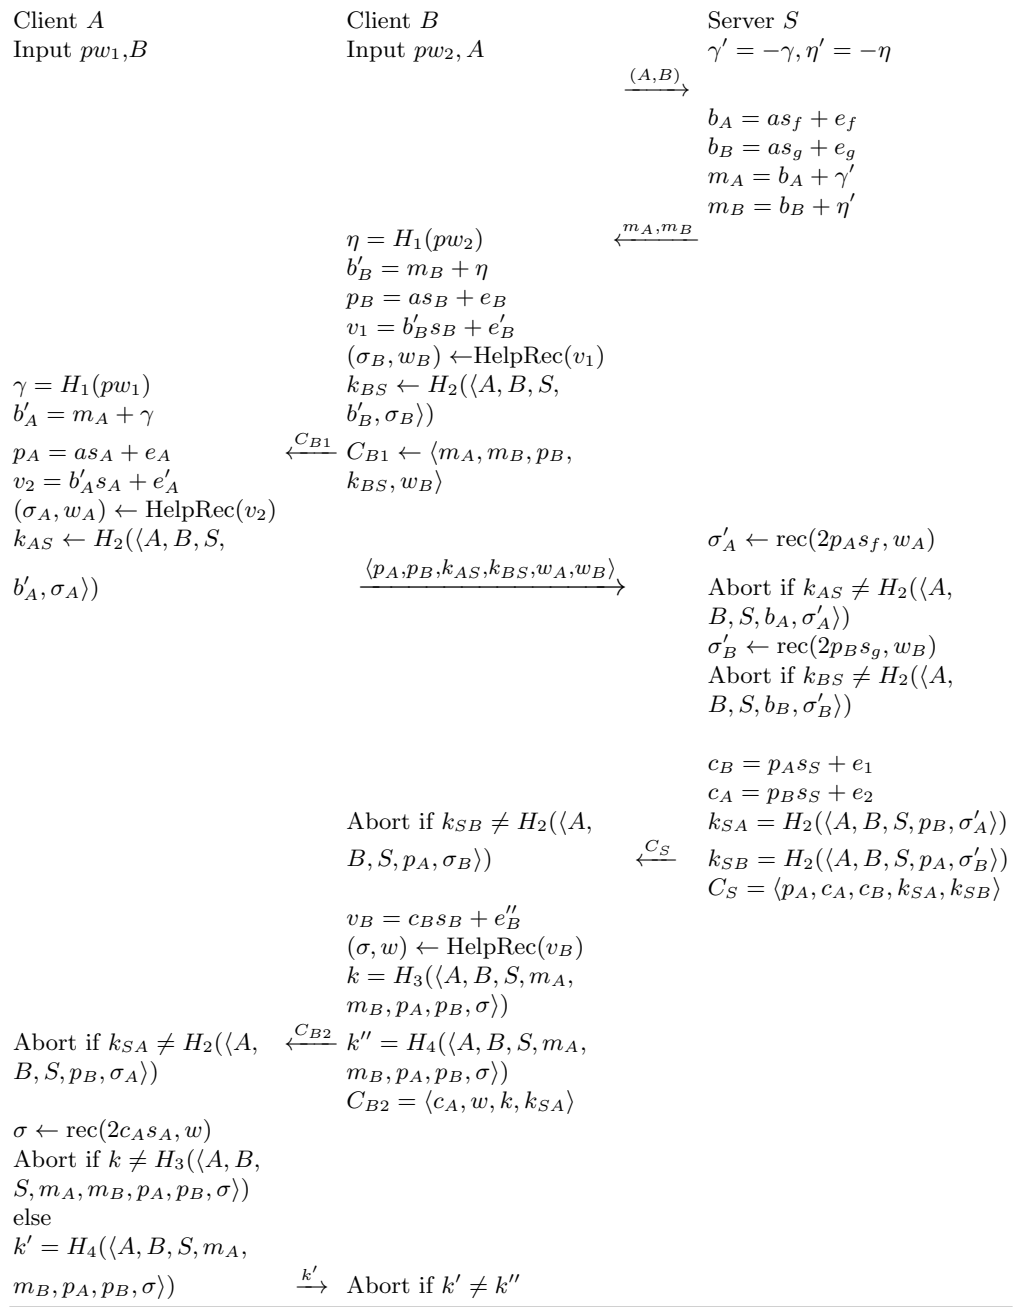 Client A Client B Server S
Input pw₁,B Input pw₂, A γ′ = −γ, η′ = −η
(A,B)
b_A = as_f + e_f
b_B = as_g + e_g
m_A = b_A + γ′
m_B = b_B + η′
η = H₁(pw₂) m_A,m_B
b′_B = m_B + η
p_B = as_B + e_B
v₁ = b′_B s_B + e′_B
(σ_B, w_B) ←HelpRec(v₁)
γ = H₁(pw₁) k_BS ← H₂(⟨A, B, S,
b′_A = m_A + γ b′_B, σ_B⟩)
p_A = as_A + e_A C_B1 C_B1 ← ⟨m_A, m_B, p_B,
v₂ = b′_A s_A + e′_A k_BS, w_B⟩
(σ_A, w_A) ← HelpRec(v₂)
k_AS ← H₂(⟨A, B, S, σ′_A ← rec(2p_A s_f, w_A)
b′_A, σ_A⟩) ⟨p_A,p_B,k_AS,k_BS,w_A,w_B⟩ Abort if k_AS ≠ H₂(⟨A,
B, S, b_A, σ′_A⟩)
σ′_B ← rec(2p_B s_g, w_B)
Abort if k_BS ≠ H₂(⟨A,
B, S, b_B, σ′_B⟩)
c_B = p_A s_S + e₁
c_A = p_B s_S + e₂
Abort if k_SB ≠ H₂(⟨A, k_SA = H₂(⟨A, B, S, p_B, σ′_A⟩)
B, S, p_A, σ_B⟩) C_S k_SB = H₂(⟨A, B, S, p_A, σ′_B⟩)
C_S = ⟨p_A, c_A, c_B, k_SA, k_SB⟩
v_B = c_B s_B + e″_B
(σ, w) ← HelpRec(v_B)
k = H₃(⟨A, B, S, m_A,
m_B, p_A, p_B, σ⟩)
Abort if k_SA ≠ H₂(⟨A, C_B2 k″ = H₄(⟨A, B, S, m_A,
B, S, p_B, σ_A⟩) m_B, p_A, p_B, σ⟩)
C_B2 = ⟨c_A, w, k, k_SA⟩
σ ← rec(2c_A s_A, w)
Abort if k ≠ H₃(⟨A, B,
S, m_A, m_B, p_A, p_B, σ⟩)
else
k′ = H₄(⟨A, B, S, m_A,
m_B, p_A, p_B, σ⟩) k′ Abort if k′ ≠ k″